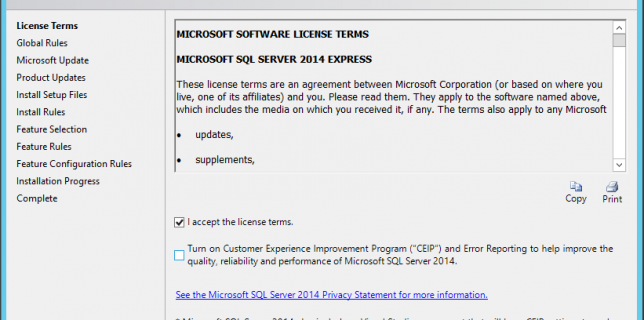 License Terms
Global Rules
Microsoft Update
Product Updates
Install Setup Files
Install Rules
Feature Selection
Feature Rules
Feature Configuration Rules
Installation Progress
Complete
MICROSOFT SOFTWARE LICENSE TERMS
MICROSOFT SQL SERVER 2014 EXPRESS
These license terms are an agreement between Microsoft Corporation (or based on where you
live, one of its affiliates) and you. Please read them. They apply to the software named above,
which includes the media on which you received it, if any. The terms also apply to any Microsoft
• updates,
• supplements,
Copy Print
I accept the license terms.
Turn on Customer Experience Improvement Program ("CEIP") and Error Reporting to help improve the
quality, reliability and performance of Microsoft SQL Server 2014.
See the Microsoft SQL Server 2014 Privacy Statement for more information.